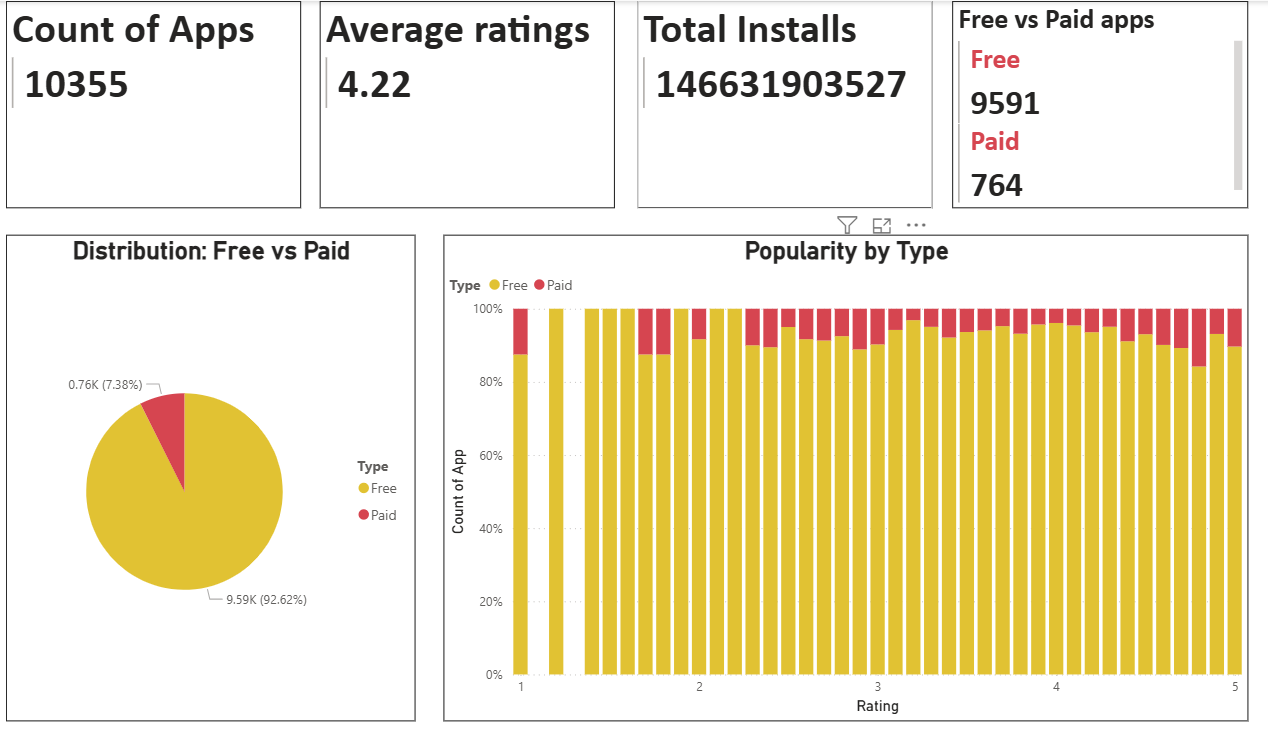 Count of Apps
10355
Average ratings
4.22
Total Installs
146631903527
Free vs Paid apps
Free
9591
Paid
764
Distribution: Free vs Paid
0.76K (7.38%)
9.59K (92.62%)
Type
Free
Paid
Popularity by Type
Type Free Paid
100%
80%
60%
40%
20%
0%
Count of App
1 2 3 4 5
Rating